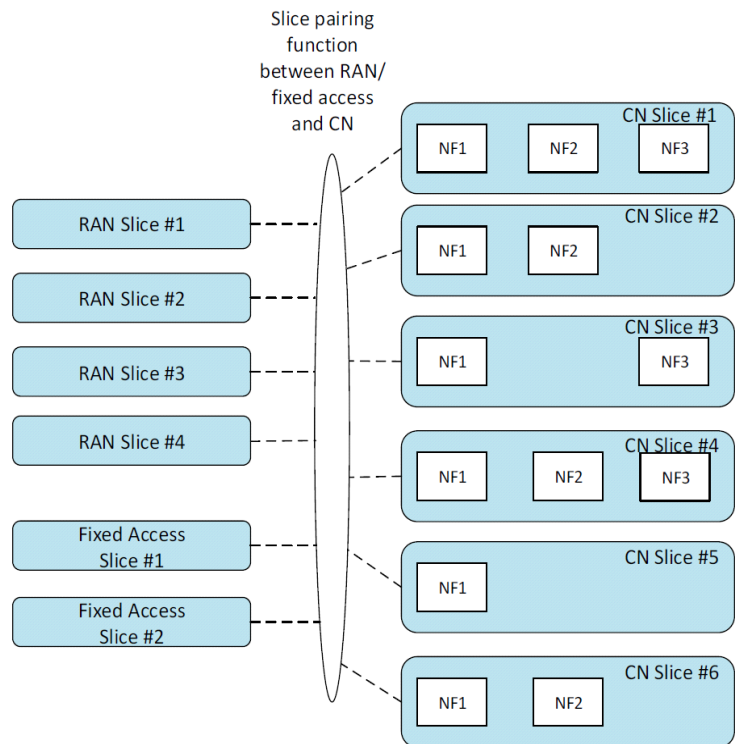 Slice pairing
function
between RAN/
fixed access
and CN
CN Slice #1
NF1
NF2
NF3
RAN Slice #1
CN Slice #2
NF1
NF2
RAN Slice #2
CN Slice #3
NF1
NF3
RAN Slice #3
RAN Slice #4
CN Slice #4
NF1
NF2
NF3
Fixed Access
Slice #1
CN Slice #5
NF1
Fixed Access
Slice #2
CN Slice #6
NF1
NF2